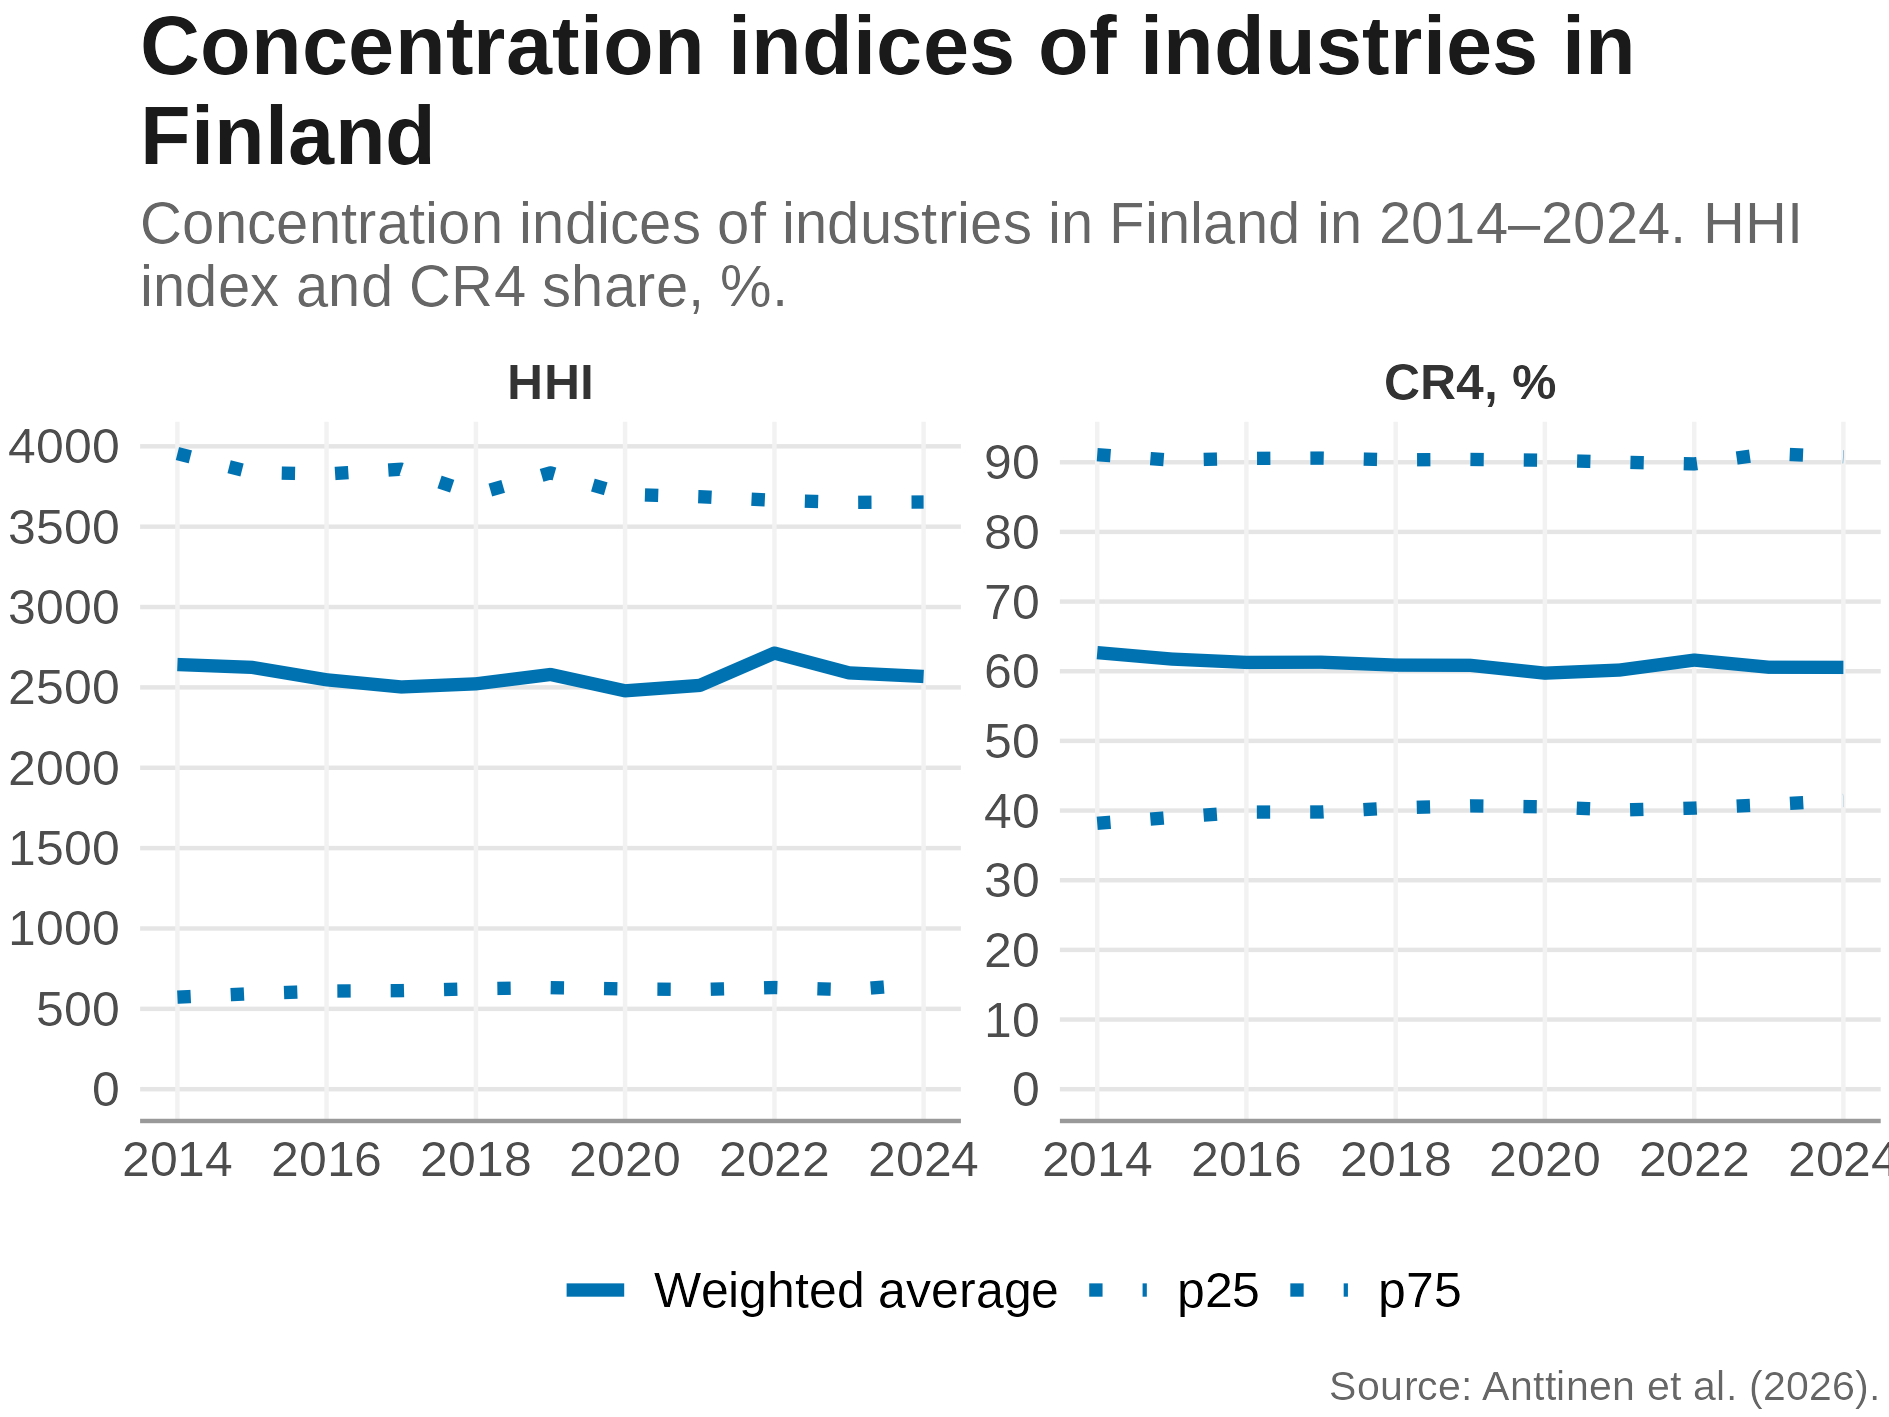 Concentration indices of industries in
Finland
Concentration indices of industries in Finland in 2014–2024. HHI
index and CR4 share, %.
HHI
CR4, %
4000
3500
3000
2500
2000
1500
1000
500
0
90
80
70
60
50
40
30
20
10
0
2014 2016 2018 2020 2022 2024
2014 2016 2018 2020 2022 2024
Weighted average p25 p75
Source: Anttinen et al. (2026).